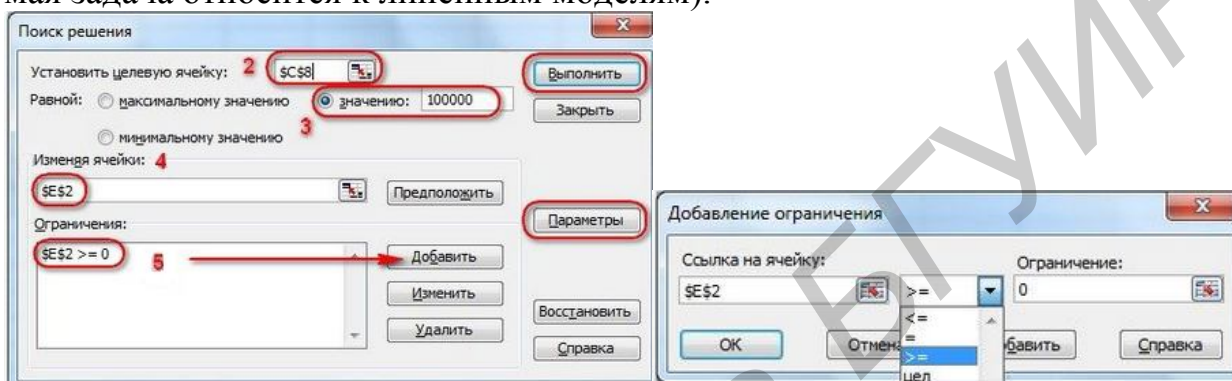 мая задача относится к линейным моделям).
Поиск решения
Установить целевую ячейку: 2 $C$8
Выполнить
Равной: максимальному значению значению: 100000
3
минимальному значению
Закрыть
Изменяя ячейки: 4
$E$2
Предположить
Ограничения:
Параметры
$E$2 >= 0
5
Добавить
Изменить
Удалить
Восстановить
Справка
Добавление ограничения
Ссылка на ячейку:
Ограничение:
$E$2 >= 0
<=
=
>=
цел
OK
Отмена
Добавить
Справка
БГУИР